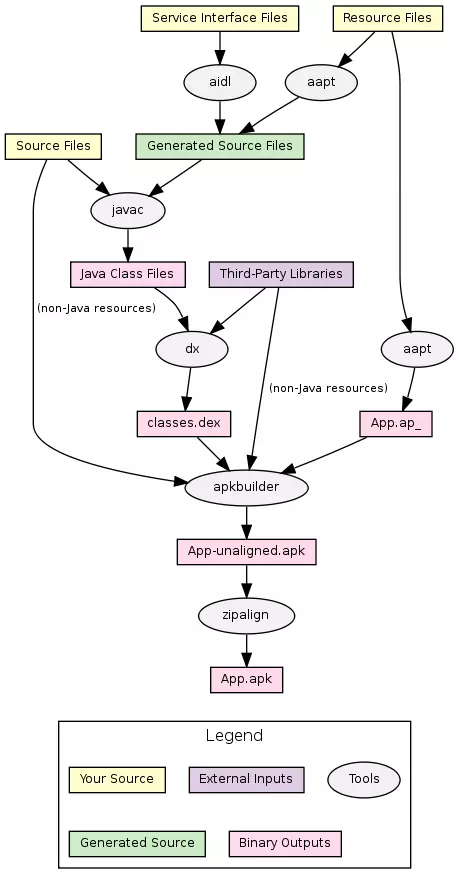 Service Interface Files
Resource Files
aidl
aapt
Source Files
Generated Source Files
javac
Java Class Files
Third-Party Libraries
(non-Java resources)
dx
aapt
(non-Java resources)
classes.dex
App.ap_
apkbuilder
App-unaligned.apk
zipalign
App.apk
Legend
Your Source
External Inputs
Tools
Generated Source
Binary Outputs